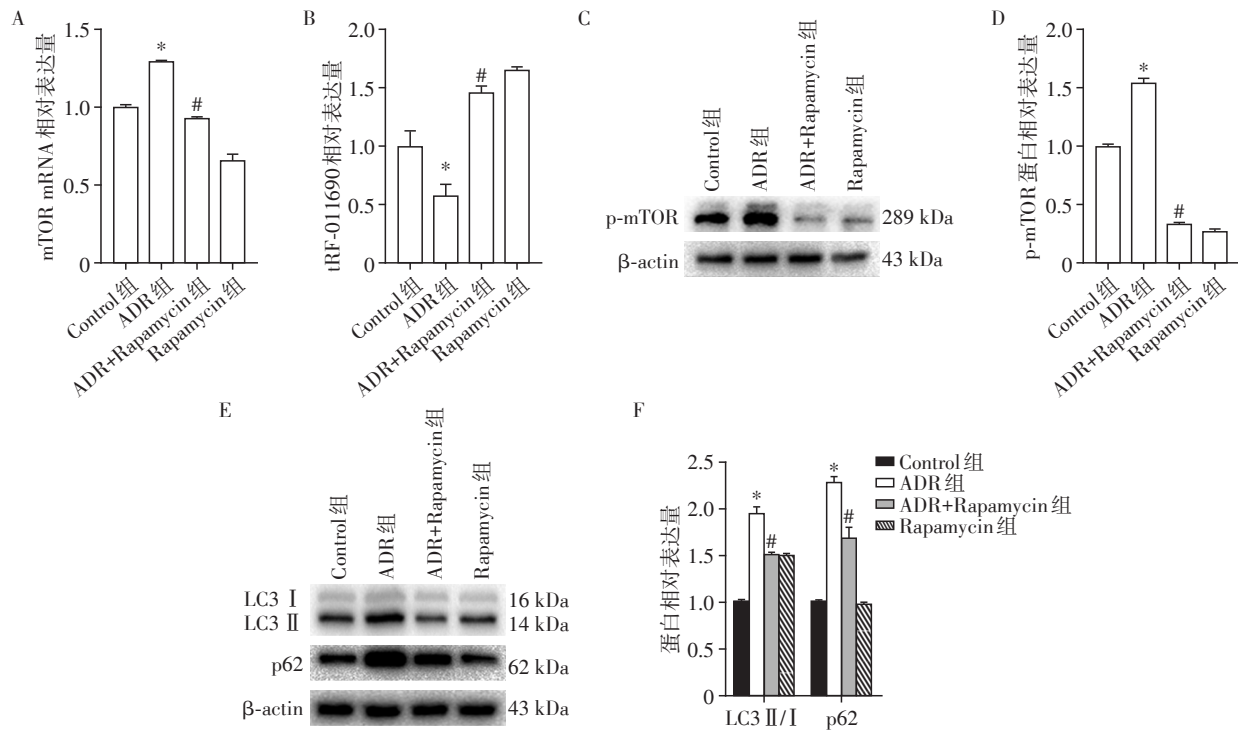 A
mTOR mRNA 相对表达量
1.5
1.0
0.5
0
Control 组
ADR 组
ADR+Rapamycin 组
Rapamycin 组
*
#
B
tRF-011690 相对表达量
2.0
1.5
1.0
0.5
0
Control 组
ADR 组
ADR+Rapamycin 组
Rapamycin 组
*
#
C
Control 组
ADR 组
ADR+Rapamycin 组
Rapamycin 组
p-mTOR 289 kDa
β-actin 43 kDa
D
p-mTOR 蛋白相对表达量
2.0
1.5
1.0
0.5
0
Control 组
ADR 组
ADR+Rapamycin 组
Rapamycin 组
*
#
E
Control 组
ADR 组
ADR+Rapamycin 组
Rapamycin 组
LC3 Ⅰ 16 kDa
LC3 Ⅱ 14 kDa
p62 62 kDa
β-actin 43 kDa
F
蛋白相对表达量
2.5
2.0
1.5
1.0
0.5
0
*
#
*
#
LC3 Ⅱ/Ⅰ p62
Control 组
ADR 组
ADR+Rapamycin 组
Rapamycin 组